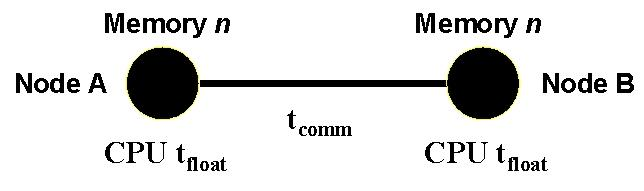 Memory n Memory n
Node A Node B
t_comm
CPU t_float CPU t_float